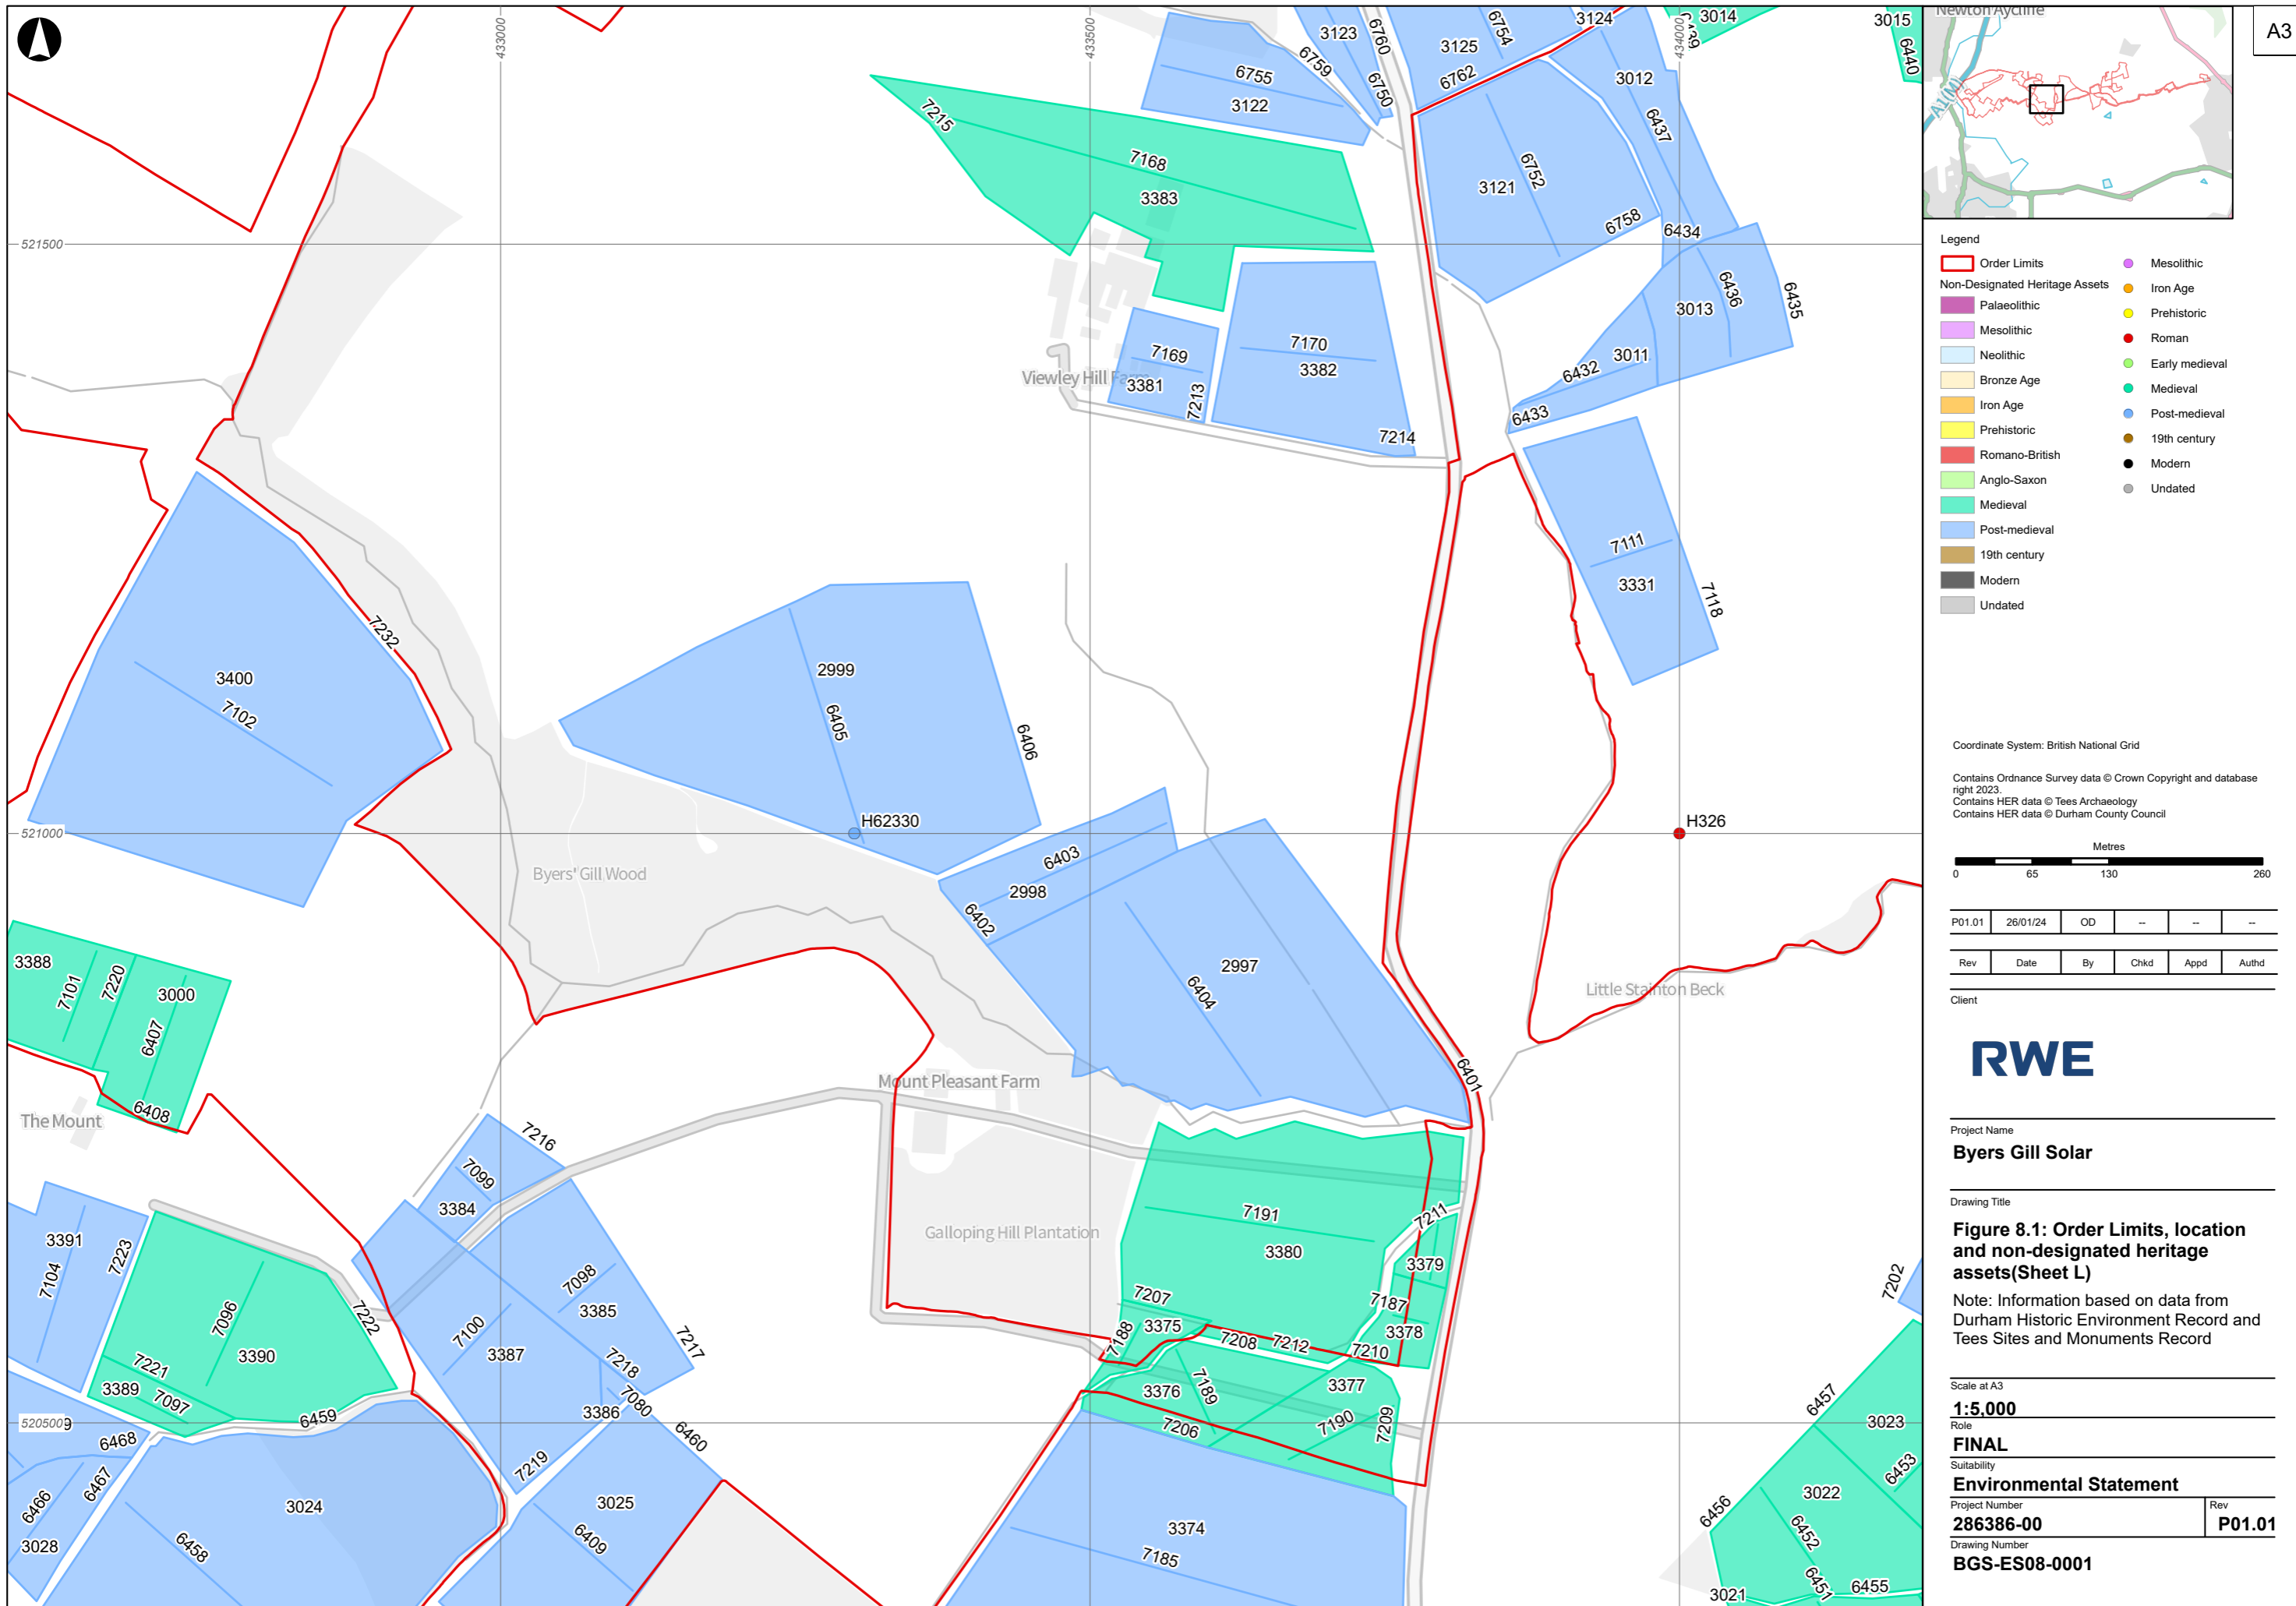 Newton Aycliffe
A1(M)
A3
433000
433500
434000
521500
521000
520500
3123
6760
6759
6750
6755
3122
3125
6754
6762
3124
3012
6437
3014
3015
6440
7215
7168
3383
3121
6752
6758
6434
6436
6435
3013
3011
6432
6433
7169
3381
7213
7170
3382
7214
Viewley Hill Farm
7111
3331
7118
7232
3400
7102
2999
6405
6406
H62330
H326
Byers' Gill Wood
6403
2998
6402
2997
6404
6401
Little Stainton Beck
3388
7101
7220
3000
6407
6408
The Mount
Mount Pleasant Farm
Galloping Hill Plantation
7216
7099
3384
7191
3380
7211
3379
7187
3378
7207
7188
3375
7208
7212
7210
3376
7189
3377
7190
7209
7206
3391
7104
7223
7096
3390
7222
7221
3389
7097
6459
7098
3385
7100
3387
7217
7218
7080
3386
6460
7219
9
6468
6467
6466
3028
3024
6458
3025
6409
3374
7185
7202
6457
3023
6453
3022
6456
6452
6451
3021
6455
Legend
Order Limits
Non-Designated Heritage Assets
Palaeolithic
Mesolithic
Neolithic
Bronze Age
Iron Age
Prehistoric
Romano-British
Anglo-Saxon
Medieval
Post-medieval
19th century
Modern
Undated
Mesolithic
Iron Age
Prehistoric
Roman
Early medieval
Medieval
Post-medieval
19th century
Modern
Undated
Coordinate System: British National Grid
Contains Ordnance Survey data © Crown Copyright and database
right 2023.
Contains HER data © Tees Archaeology
Contains HER data © Durham County Council
Metres
0 65 130 260
P01.01 26/01/24 OD -- -- --
Rev Date By Chkd Appd Authd
Client
RWE
Project Name
Byers Gill Solar
Drawing Title
Figure 8.1: Order Limits, location
and non-designated heritage
assets(Sheet L)
Note: Information based on data from
Durham Historic Environment Record and
Tees Sites and Monuments Record
Scale at A3
1:5,000
Role
FINAL
Suitability
Environmental Statement
Project Number Rev
286386-00 P01.01
Drawing Number
BGS-ES08-0001